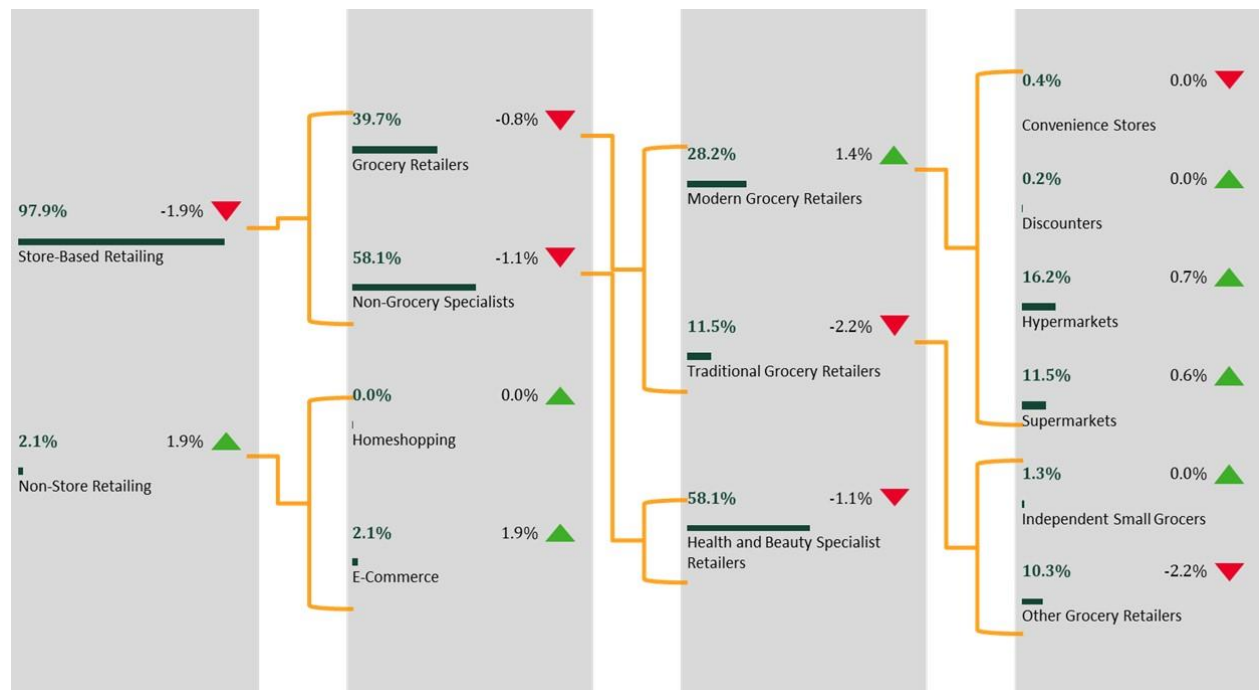 97.9% -1.9%
Store-Based Retailing
2.1% 1.9%
Non-Store Retailing
39.7% -0.8%
Grocery Retailers
58.1% -1.1%
Non-Grocery Specialists
0.0% 0.0%
Homeshopping
2.1% 1.9%
E-Commerce
28.2% 1.4%
Modern Grocery Retailers
11.5% -2.2%
Traditional Grocery Retailers
58.1% -1.1%
Health and Beauty Specialist
Retailers
0.4% 0.0%
Convenience Stores
0.2% 0.0%
Discounters
16.2% 0.7%
Hypermarkets
11.5% 0.6%
Supermarkets
1.3% 0.0%
Independent Small Grocers
10.3% -2.2%
Other Grocery Retailers